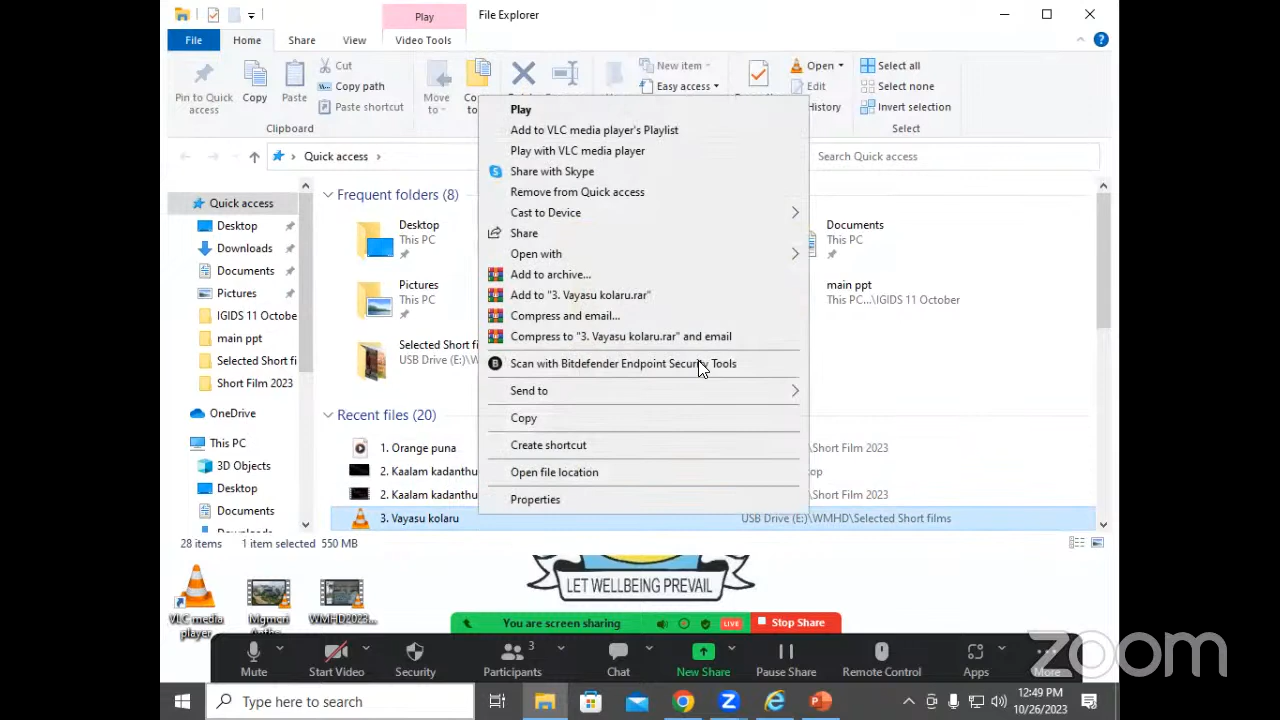 Play
File Explorer
File
Home
Share
View
Video Tools
Pin to Quick
access
Copy
Paste
Cut
Copy path
Paste shortcut
Move
to
New item
Easy access
Open
Edit
History
Select all
Select none
Invert selection
Clipboard
Select
Quick access
Search Quick access
Quick access
Desktop
Downloads
Documents
Pictures
IGIDS 11 October
main ppt
Selected Short fi
Short Film 2023
OneDrive
This PC
3D Objects
Desktop
Documents
Downloads
Frequent folders (8)
Desktop
This PC
Pictures
This PC
Selected Short f
USB Drive (E:)\W
Documents
This PC
main ppt
This PC...\IGIDS 11 October
Recent files (20)
1. Orange puna
\Short Film 2023
2. Kaalam kadanthu
top
2. Kaalam kadanthu
\Short Film 2023
3. Vayasu kolaru
USB Drive (E:)\WMHD\Selected Short films
Play
Add to VLC media player's Playlist
Play with VLC media player
Share with Skype
Remove from Quick access
Cast to Device
Share
Open with
Add to archive...
Add to "3. Vayasu kolaru.rar"
Compress and email...
Compress to "3. Vayasu kolaru.rar" and email
Scan with Bitdefender Endpoint Security Tools
Send to
Copy
Create shortcut
Open file location
Properties
28 items
1 item selected 550 MB
LET WELLBEING PREVAIL
VLC media
player
Mgmcri
WMHD2023...
You are screen sharing
LIVE
Stop Share
Mute
Start Video
Security
Participants
3
Chat
New Share
Pause Share
Remote Control
Apps
More
zoom
Type here to search
12:49 PM
10/26/2023